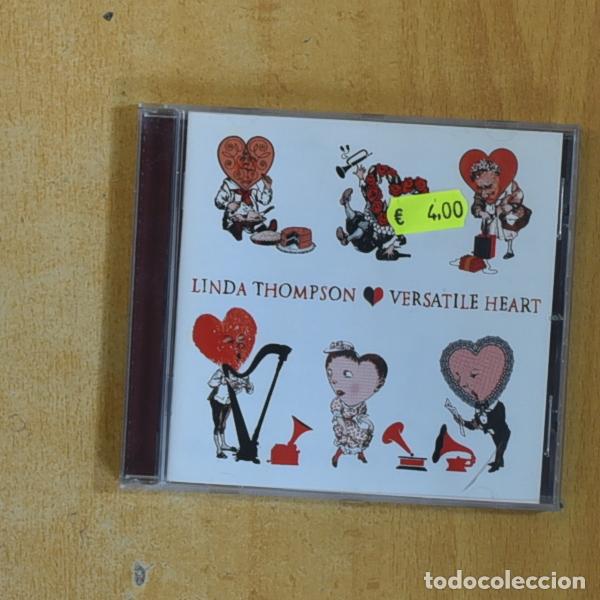 € 4,00
LINDA THOMPSON VERSATILE HEART
todocoleccion